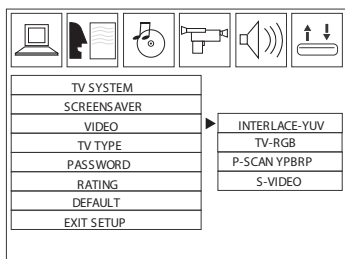 TV SYSTEM
SCREENSAVER
VIDEO
TV TYPE
PASSWORD
RATING
DEFAULT
EXIT SETUP
INTERLACE-YUV
TV-RGB
P-SCAN YPBRP
S-VIDEO